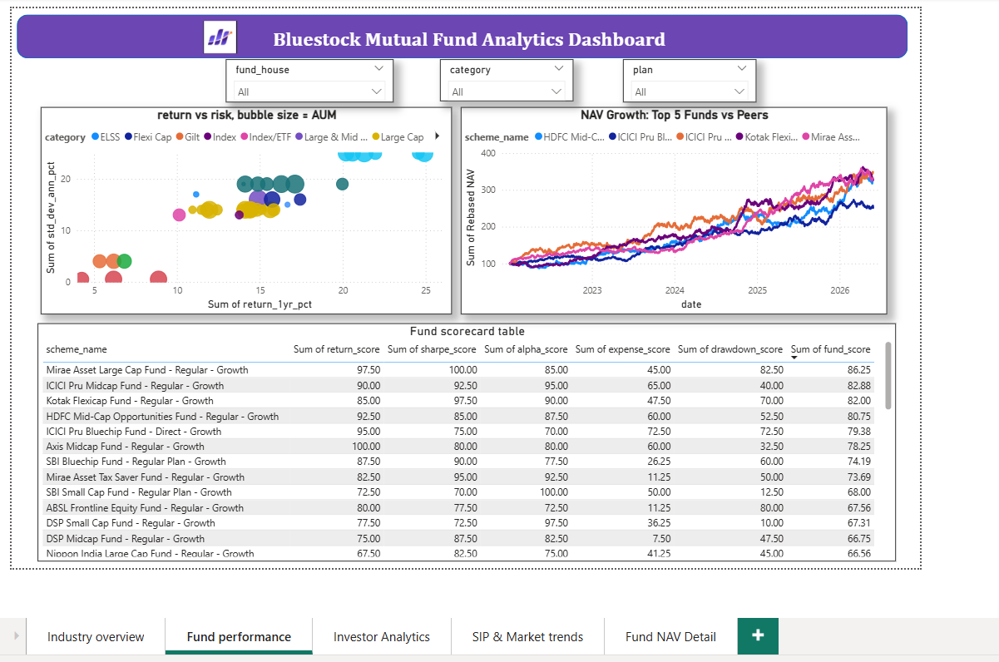 Bluestock Mutual Fund Analytics Dashboard
fund_house
All
category
All
plan
All
return vs risk, bubble size = AUM
category ELSS Flexi Cap Gilt Index Index/ETF Large & Mid ... Large Cap
Sum of std_dev_ann_pct
20
10
0
5 10 15 20 25
Sum of return_1yr_pct
NAV Growth: Top 5 Funds vs Peers
scheme_name HDFC Mid-C... ICICI Pru Bl... ICICI Pru ... Kotak Flexi... Mirae Ass...
Sum of Rebased NAV
400
300
200
100
2023 2024 2025 2026
date
Fund scorecard table
scheme_name Sum of return_score Sum of sharpe_score Sum of alpha_score Sum of expense_score Sum of drawdown_score Sum of fund_score
Mirae Asset Large Cap Fund - Regular - Growth 97.50 100.00 85.00 45.00 82.50 86.25
ICICI Pru Midcap Fund - Regular - Growth 90.00 92.50 95.00 65.00 40.00 82.88
Kotak Flexicap Fund - Regular - Growth 85.00 97.50 90.00 47.50 70.00 82.00
HDFC Mid-Cap Opportunities Fund - Regular - Growth 92.50 85.00 87.50 60.00 52.50 80.75
ICICI Pru Bluechip Fund - Direct - Growth 95.00 75.00 70.00 72.50 72.50 79.38
Axis Midcap Fund - Regular - Growth 100.00 80.00 80.00 60.00 32.50 78.25
SBI Bluechip Fund - Regular Plan - Growth 87.50 90.00 77.50 26.25 60.00 74.19
Mirae Asset Tax Saver Fund - Regular - Growth 82.50 95.00 92.50 11.25 50.00 73.69
SBI Small Cap Fund - Regular Plan - Growth 72.50 70.00 100.00 50.00 12.50 68.00
ABSL Frontline Equity Fund - Regular - Growth 80.00 77.50 72.50 11.25 80.00 67.56
DSP Small Cap Fund - Regular - Growth 77.50 72.50 97.50 36.25 10.00 67.31
DSP Midcap Fund - Regular - Growth 75.00 87.50 82.50 7.50 47.50 66.75
Nippon India Large Cap Fund - Regular - Growth 67.50 82.50 75.00 41.25 45.00 66.56
Industry overview Fund performance Investor Analytics SIP & Market trends Fund NAV Detail +